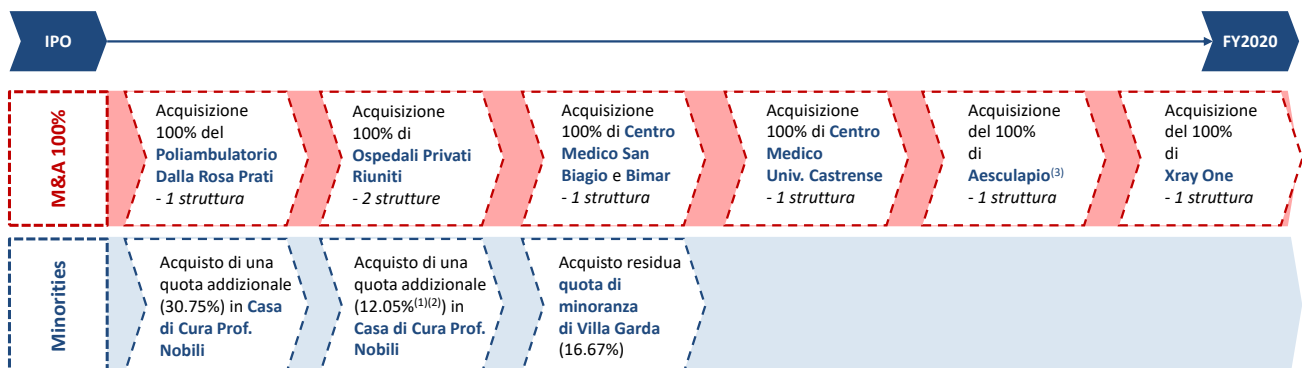 IPO
FY2020
M&A 100%
Acquisizione
100% del
Poliambulatorio
Dalla Rosa Prati
- 1 struttura
Acquisizione
100% di
Ospedali Privati
Riuniti
- 2 strutture
Acquisizione
100% di Centro
Medico San
Biagio e Bimar
- 1 struttura
Acquisizione
100% di Centro
Medico
Univ. Castrense
- 1 struttura
Acquisizione
del 100%
di
Aesculapio(3)
- 1 struttura
Acquisizione
del 100%
di
Xray One
- 1 struttura
Minorities
Acquisto di una
quota addizionale
(30.75%) in Casa
di Cura Prof.
Nobili
Acquisto di una
quota addizionale
(12.05%(1)(2)) in
Casa di Cura Prof.
Nobili
Acquisto residua
quota di
minoranza
di Villa Garda
(16.67%)